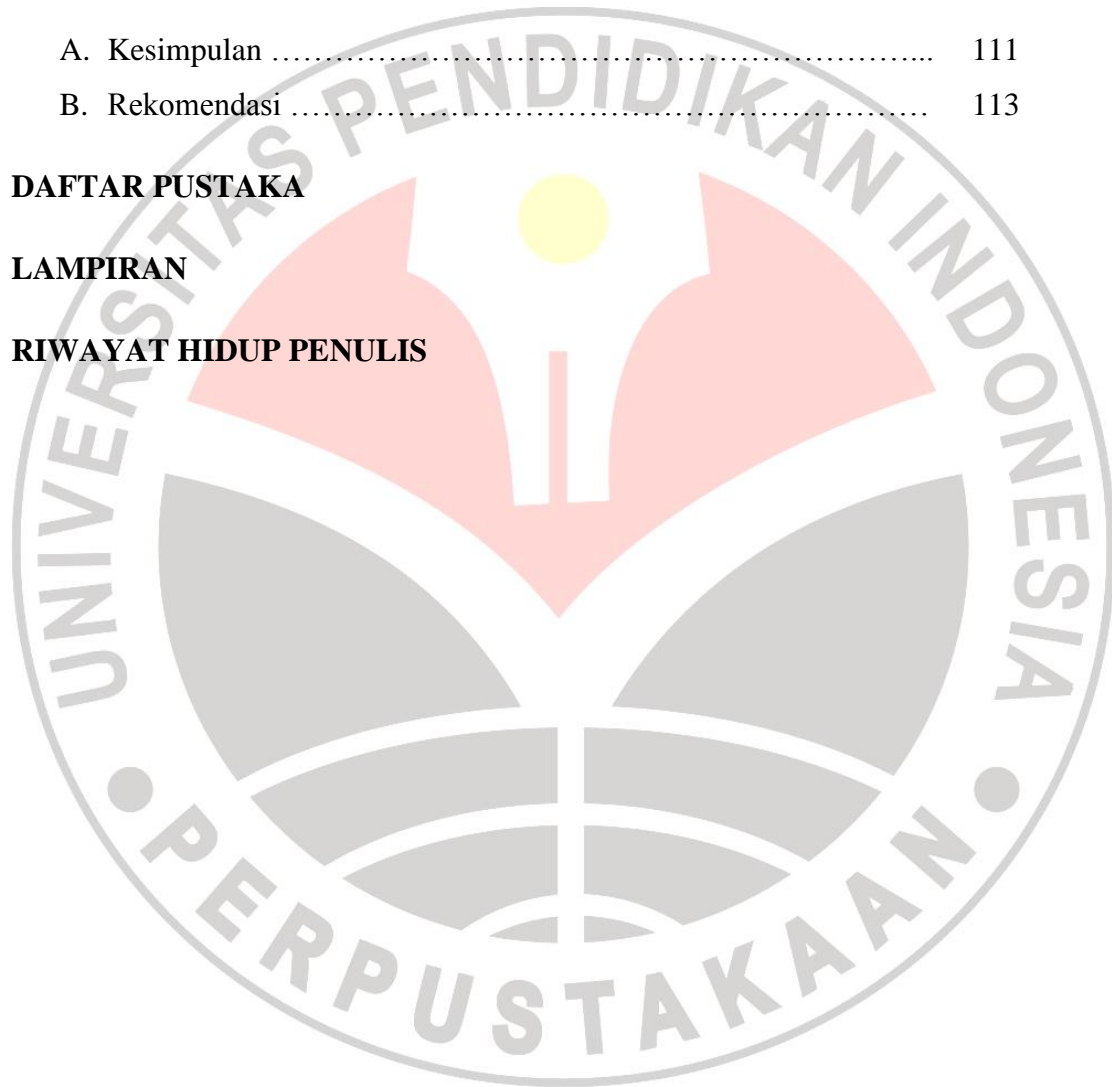 A. Kesimpulan ……………………………………………………... 111
B. Rekomendasi …………………………………………………… 113
DAFTAR PUSTAKA
LAMPIRAN
RIWAYAT HIDUP PENULIS
UNIVERSITAS PENDIDIKAN INDONESIA
PERPUSTAKAAN